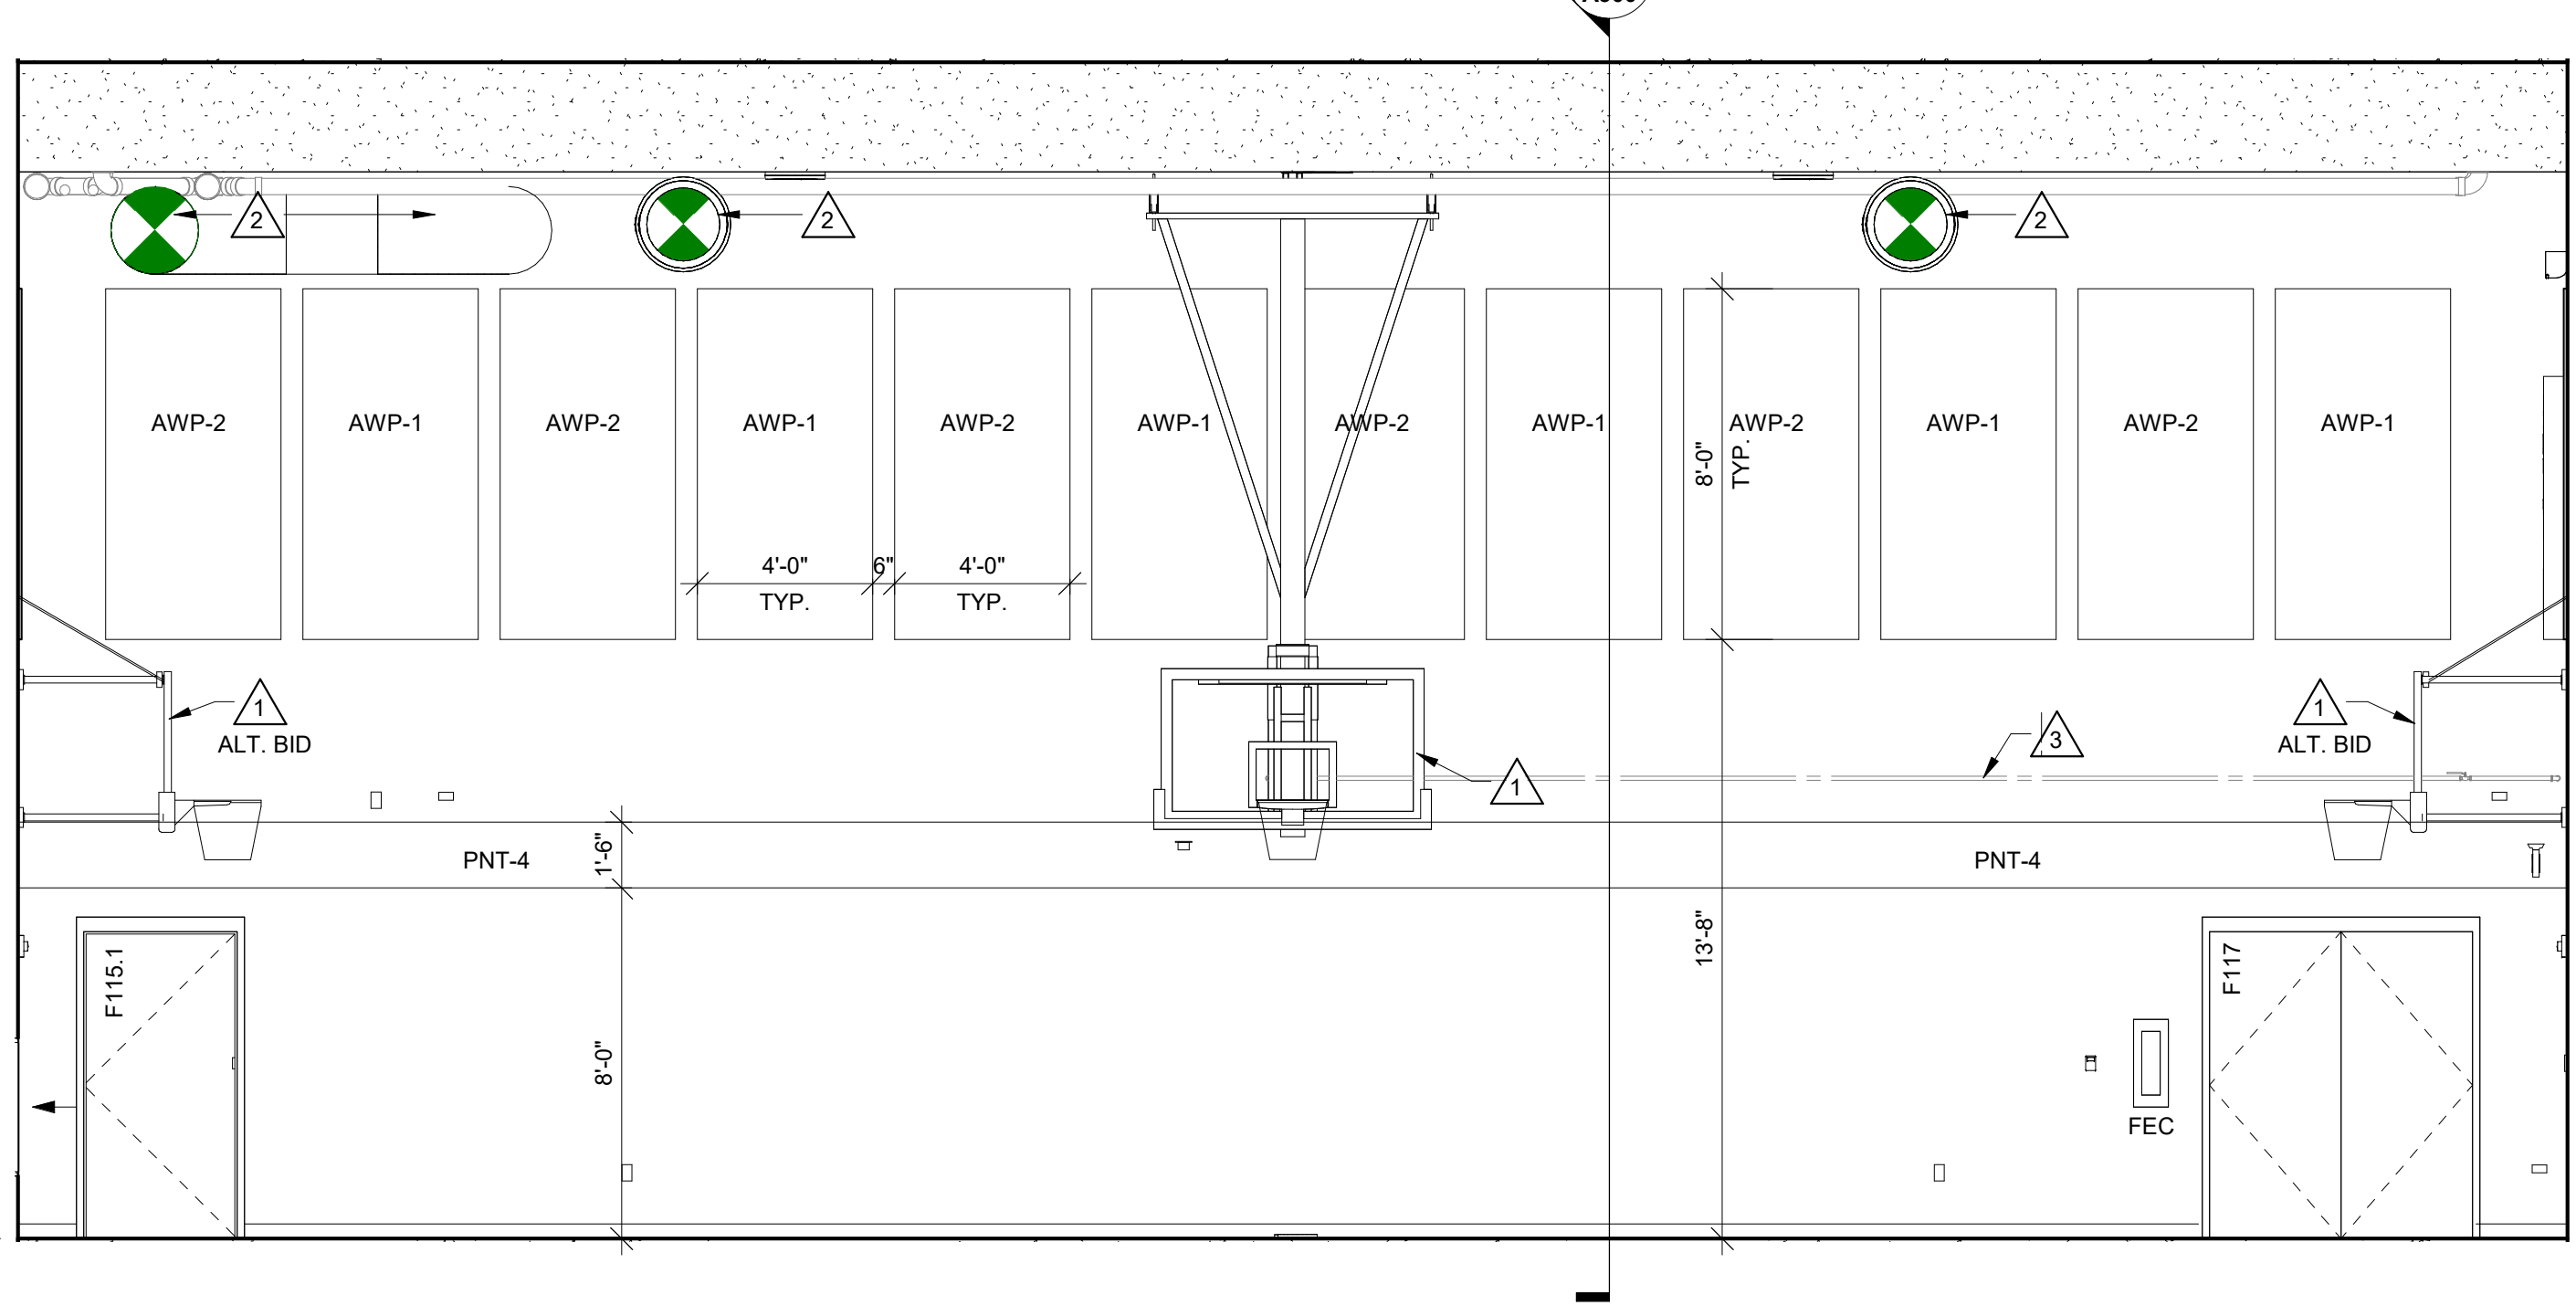 2
2
2
AWP-2
AWP-1
AWP-2
AWP-1
AWP-2
AWP-1
AWP-2
AWP-1
AWP-2
AWP-1
AWP-2
AWP-1
8'-0"
TYP.
4'-0"
TYP.
6"
4'-0"
TYP.
1
ALT. BID
1
3
1
ALT. BID
PNT-4
1'-6"
PNT-4
F115.1
8'-0"
13'-8"
F117
FEC